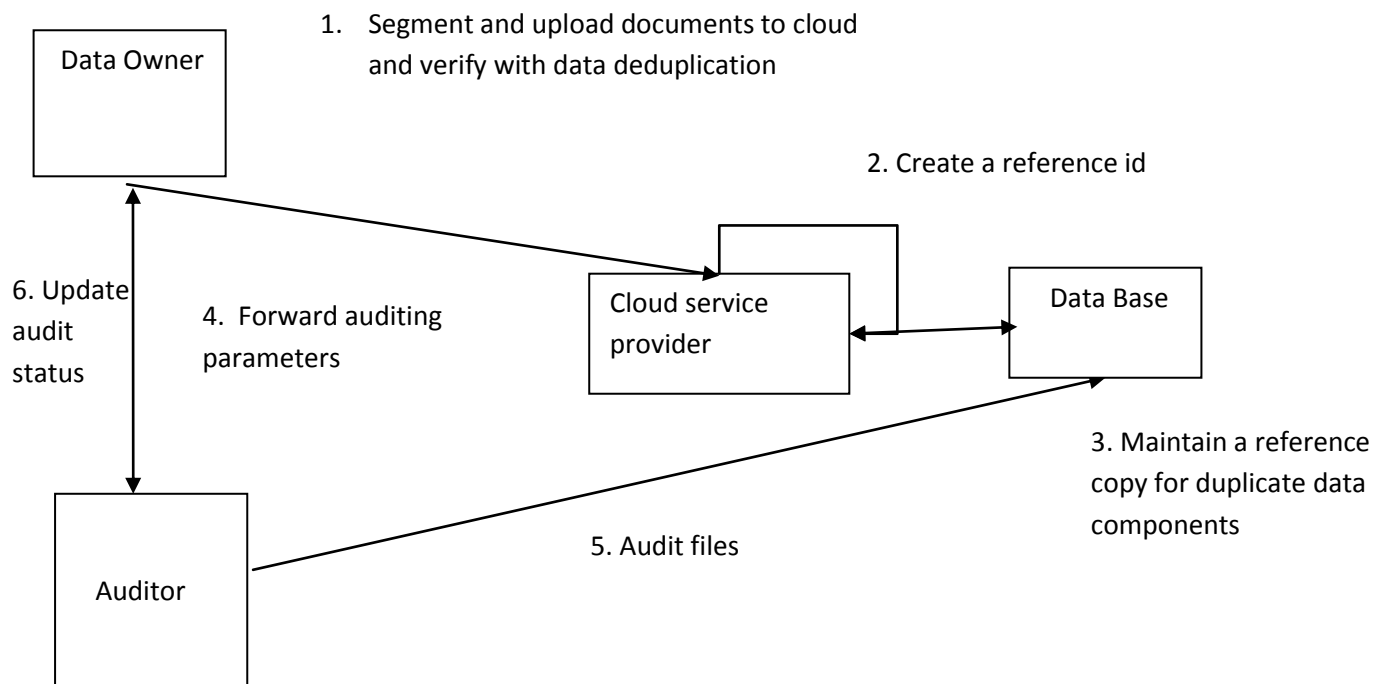 1. Segment and upload documents to cloud
and verify with data deduplication
Data Owner
2. Create a reference id
6. Update
audit
status
4. Forward auditing
parameters
Cloud service
provider
Data Base
3. Maintain a reference
copy for duplicate data
components
5. Audit files
Auditor